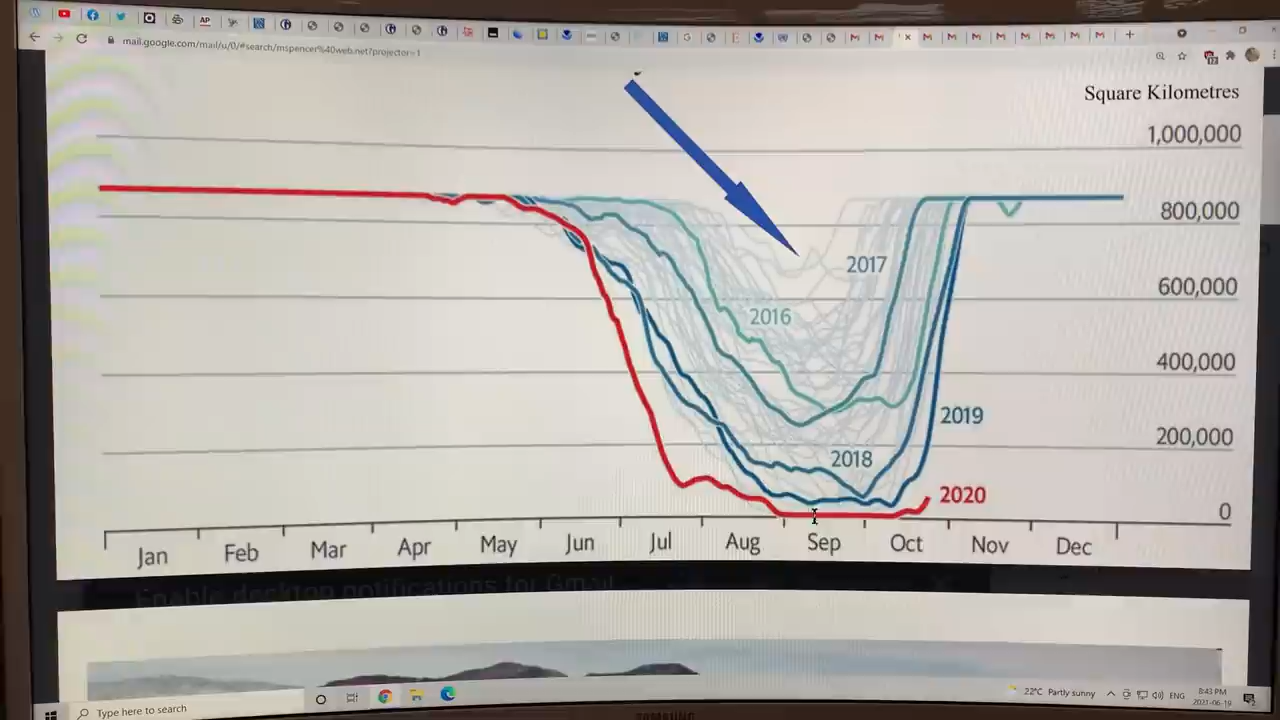 AP
mail.google.com/mail/u/0/#search/mspencer%40web.net?projector=1
Square Kilometres
1,000,000
800,000
2017
600,000
2016
400,000
2019
200,000
2018
2020
0
Jan Feb Mar Apr May Jun Jul Aug Sep Oct Nov Dec
Enable desktop notifications for Gmail
22°C Partly sunny
ENG
8:43 PM
2021-06-19
Type here to search
SAMSUNG